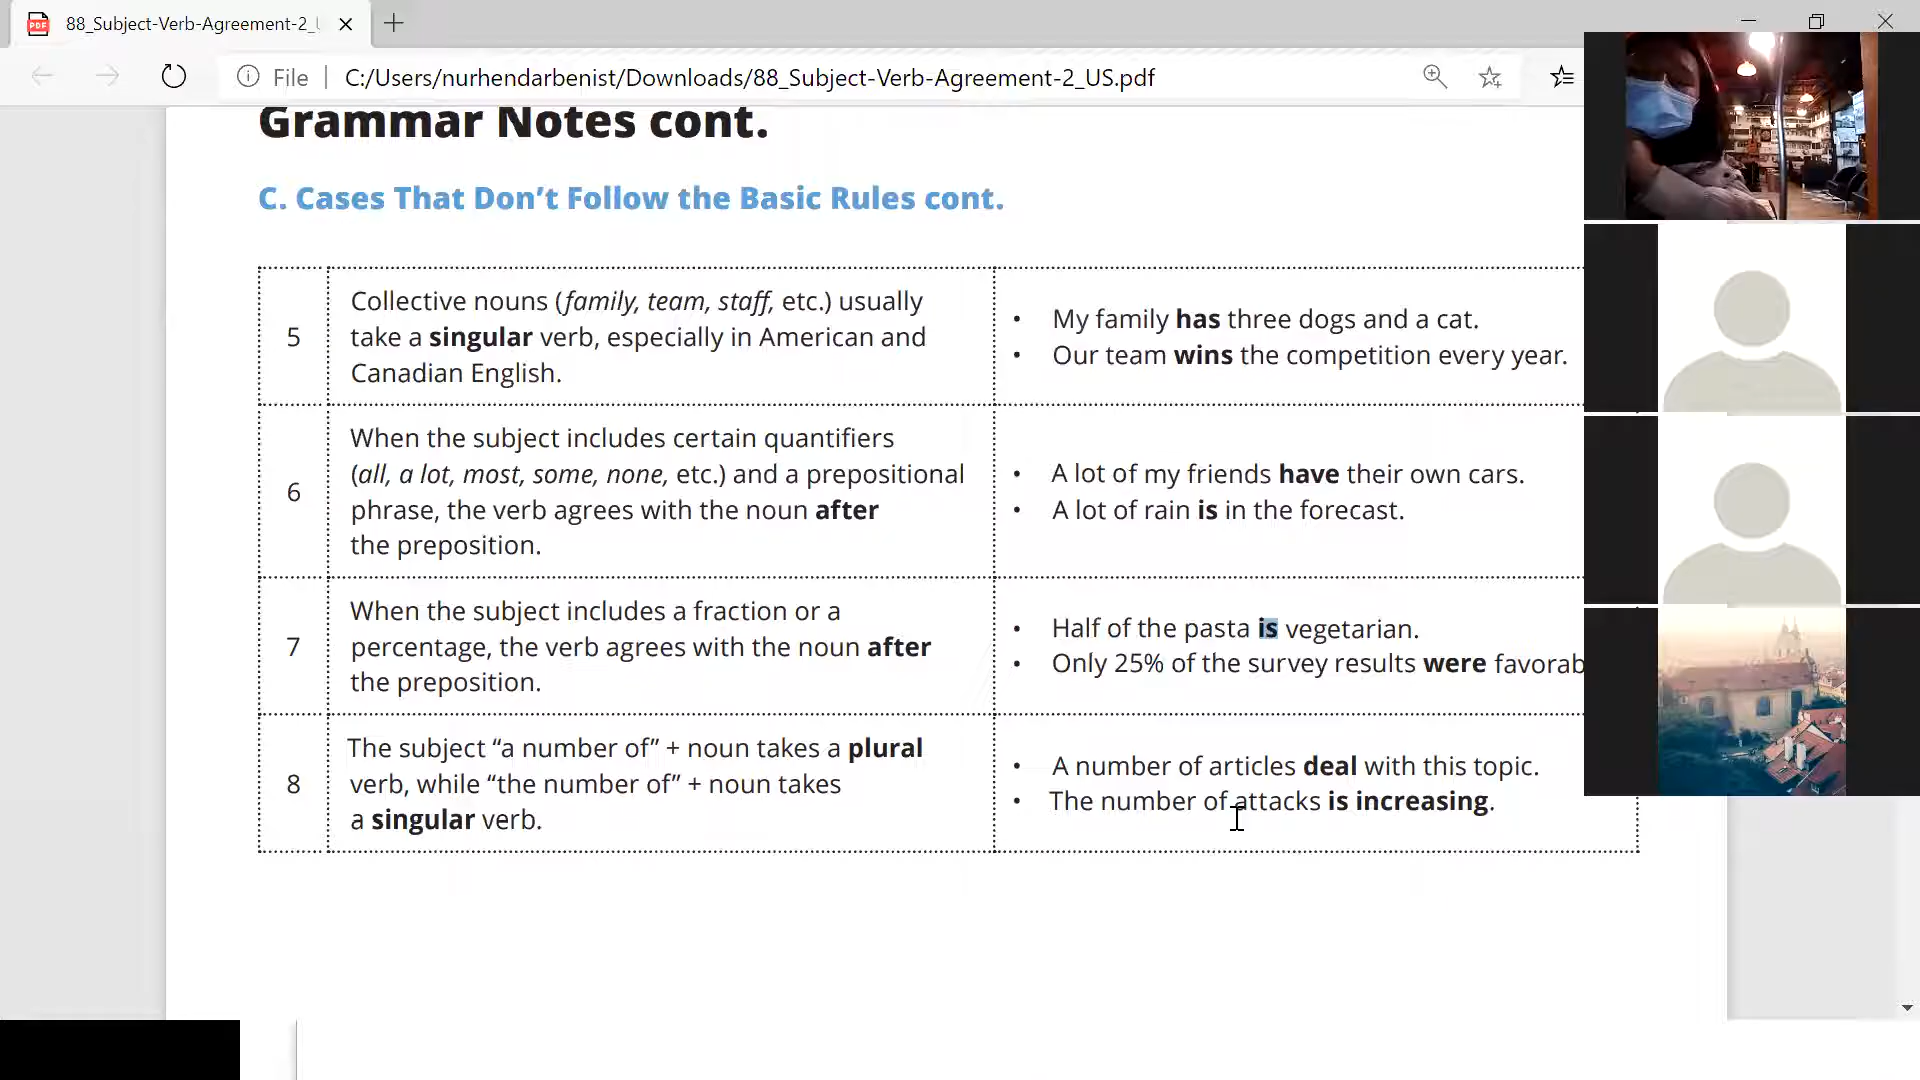 88_Subject-Verb-Agreement-2_
File
C:/Users/nurhendarbenist/Downloads/88_Subject-Verb-Agreement-2_US.pdf
Grammar Notes cont.
C. Cases That Don’t Follow the Basic Rules cont.
5
Collective nouns (family, team, staff, etc.) usually
take a singular verb, especially in American and
Canadian English.
• My family has three dogs and a cat.
• Our team wins the competition every year.
6
When the subject includes certain quantifiers
(all, a lot, most, some, none, etc.) and a prepositional
phrase, the verb agrees with the noun after
the preposition.
• A lot of my friends have their own cars.
• A lot of rain is in the forecast.
7
When the subject includes a fraction or a
percentage, the verb agrees with the noun after
the preposition.
• Half of the pasta is vegetarian.
• Only 25% of the survey results were favorab
8
The subject “a number of” + noun takes a plural
verb, while “the number of” + noun takes
a singular verb.
• A number of articles deal with this topic.
• The number of attacks is increasing.